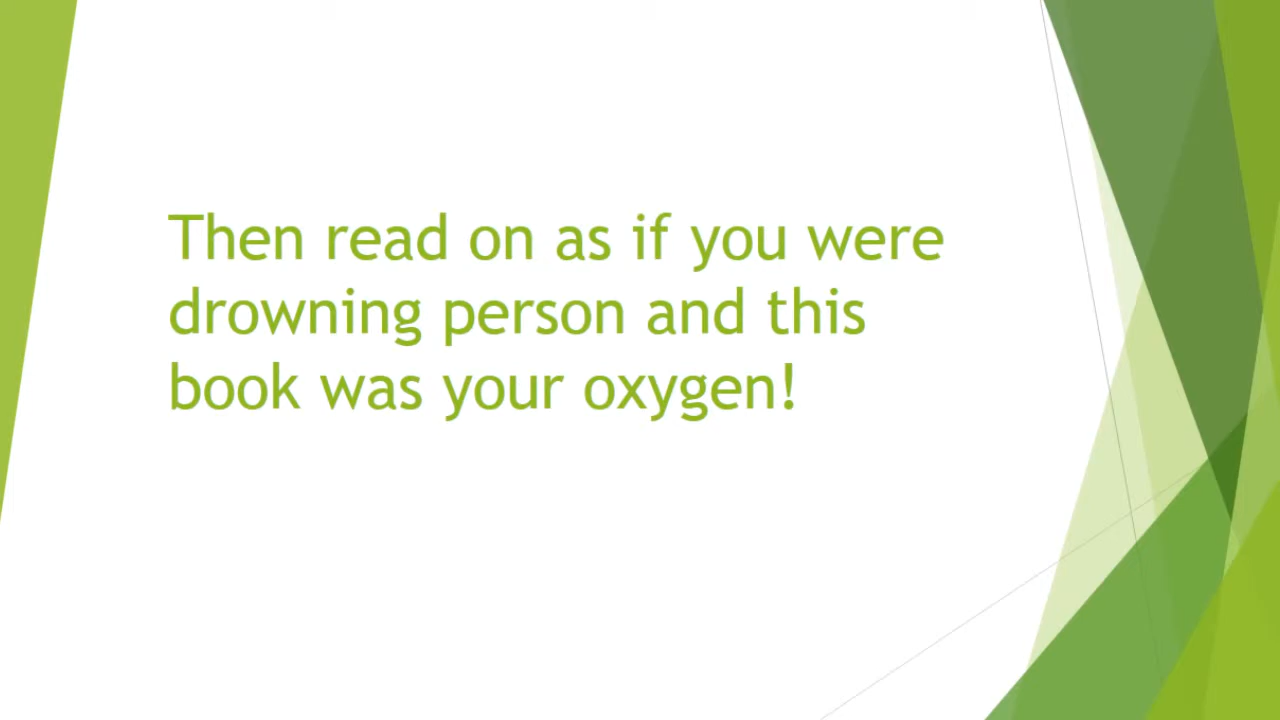 Then read on as if you were
drowning person and this
book was your oxygen!